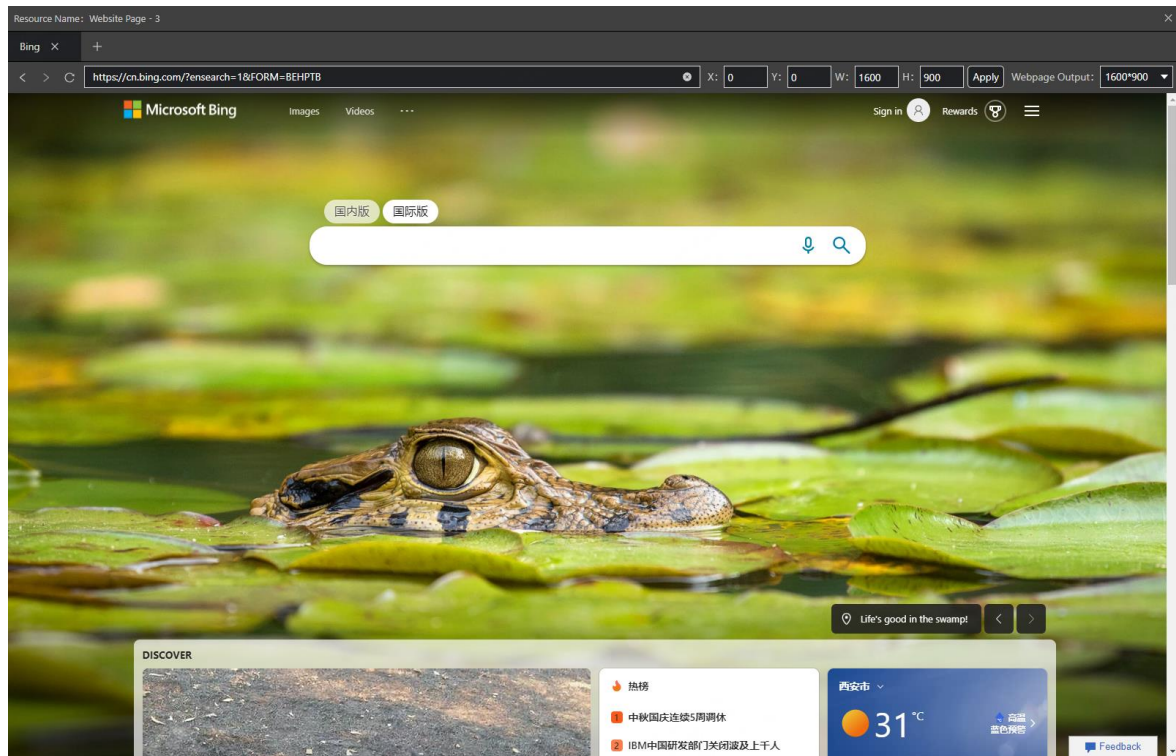 Resource Name: Website Page - 3
Bing
https://cn.bing.com/?ensearch=1&FORM=BEHPTB X: 0 Y: 0 W: 1600 H: 900 Apply Webpage Output: 1600*900
Microsoft Bing Images Videos ··· Sign in Rewards
国内版 国际版
Life's good in the swamp!
DISCOVER
热榜
西安市
1 中秋国庆连续5周调休
31°C
高温
蓝色预警
2 IBM中国研发部门关闭波及上千人
Feedback